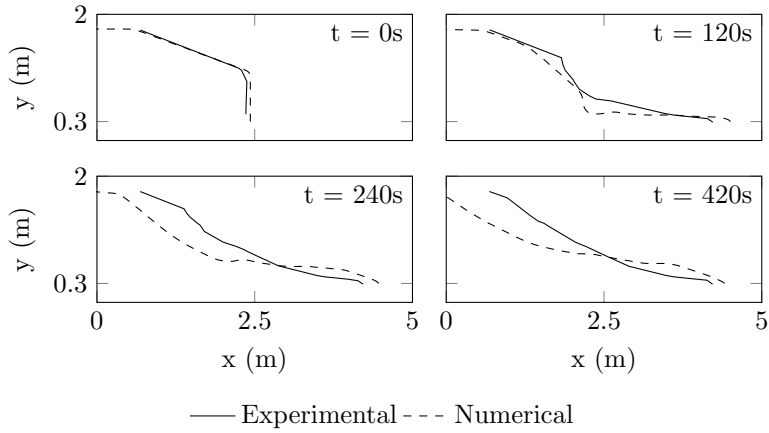 2
y (m)
0.3
t = 0s
t = 120s
2
y (m)
0.3
t = 240s
t = 420s
0
2.5
5
0
2.5
5
x (m)
x (m)
Experimental
Numerical